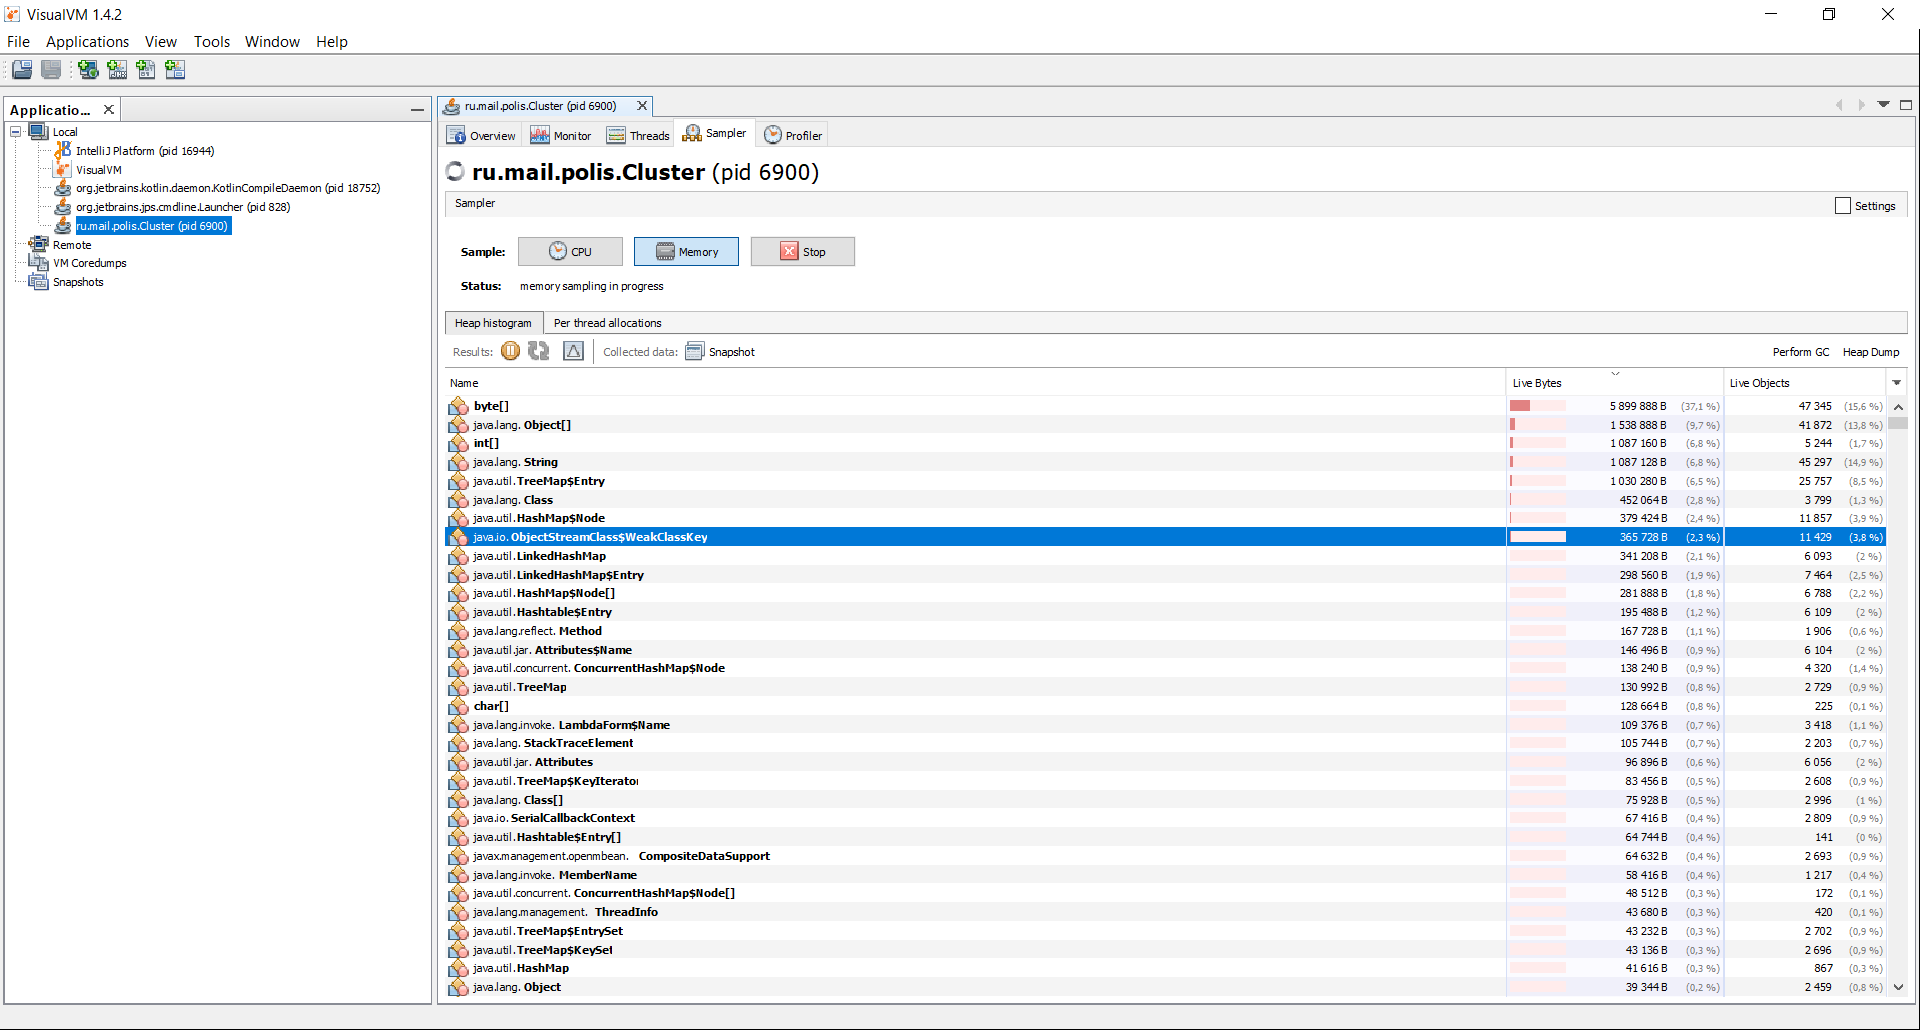 VisualVM 1.4.2
File Applications View Tools Window Help
Applicatio...
Local
IntelliJ Platform (pid 16944)
VisualVM
org.jetbrains.kotlin.daemon.KotlinCompileDaemon (pid 18752)
org.jetbrains.jps.cmdline.Launcher (pid 828)
ru.mail.polis.Cluster (pid 6900)
Remote
VM Coredumps
Snapshots
ru.mail.polis.Cluster (pid 6900)
Overview Monitor Threads Sampler Profiler
ru.mail.polis.Cluster (pid 6900)
Sampler
Settings
Sample: CPU Memory Stop
Status: memory sampling in progress
Heap histogram Per thread allocations
Results: Collected data: Snapshot Perform GC Heap Dump
Name Live Bytes Live Objects
byte[] 5 899 888 B (37,1 %) 47 345 (15,6 %)
java.lang.Object[] 1 538 888 B (9,7 %) 41 872 (13,8 %)
int[] 1 087 160 B (6,8 %) 5 244 (1,7 %)
java.lang.String 1 087 128 B (6,8 %) 45 297 (14,9 %)
java.util.TreeMap$Entry 1 030 280 B (6,5 %) 25 757 (8,5 %)
java.lang.Class 452 064 B (2,8 %) 3 799 (1,3 %)
java.util.HashMap$Node 379 424 B (2,4 %) 11 857 (3,9 %)
java.io.ObjectStreamClass$WeakClassKey 365 728 B (2,3 %) 11 429 (3,8 %)
java.util.LinkedHashMap 341 208 B (2,1 %) 6 093 (2 %)
java.util.LinkedHashMap$Entry 298 560 B (1,9 %) 7 464 (2,5 %)
java.util.HashMap$Node[] 281 888 B (1,8 %) 6 788 (2,2 %)
java.util.Hashtable$Entry 195 488 B (1,2 %) 6 109 (2 %)
java.lang.reflect.Method 167 728 B (1,1 %) 1 906 (0,6 %)
java.util.jar.Attributes$Name 146 496 B (0,9 %) 6 104 (2 %)
java.util.concurrent.ConcurrentHashMap$Node 138 240 B (0,9 %) 4 320 (1,4 %)
java.util.TreeMap 130 992 B (0,8 %) 2 729 (0,9 %)
char[] 128 664 B (0,8 %) 225 (0,1 %)
java.lang.invoke.LambdaForm$Name 109 376 B (0,7 %) 3 418 (1,1 %)
java.lang.StackTraceElement 105 744 B (0,7 %) 2 203 (0,7 %)
java.util.jar.Attributes 96 896 B (0,6 %) 6 056 (2 %)
java.util.TreeMap$KeyIterator 83 456 B (0,5 %) 2 608 (0,9 %)
java.lang.Class[] 75 928 B (0,5 %) 2 996 (1 %)
java.io.SerialCallbackContext 67 416 B (0,4 %) 2 809 (0,9 %)
java.util.Hashtable$Entry[] 64 744 B (0,4 %) 141 (0 %)
javax.management.openmbean.CompositeDataSupport 64 632 B (0,4 %) 2 693 (0,9 %)
java.lang.invoke.MemberName 58 416 B (0,4 %) 1 217 (0,4 %)
java.util.concurrent.ConcurrentHashMap$Node[] 48 512 B (0,3 %) 172 (0,1 %)
java.lang.management.ThreadInfo 43 680 B (0,3 %) 420 (0,1 %)
java.util.TreeMap$EntrySet 43 232 B (0,3 %) 2 702 (0,9 %)
java.util.TreeMap$KeySet 43 136 B (0,3 %) 2 696 (0,9 %)
java.util.HashMap 41 616 B (0,3 %) 867 (0,3 %)
java.lang.Object 39 344 B (0,2 %) 2 459 (0,8 %)